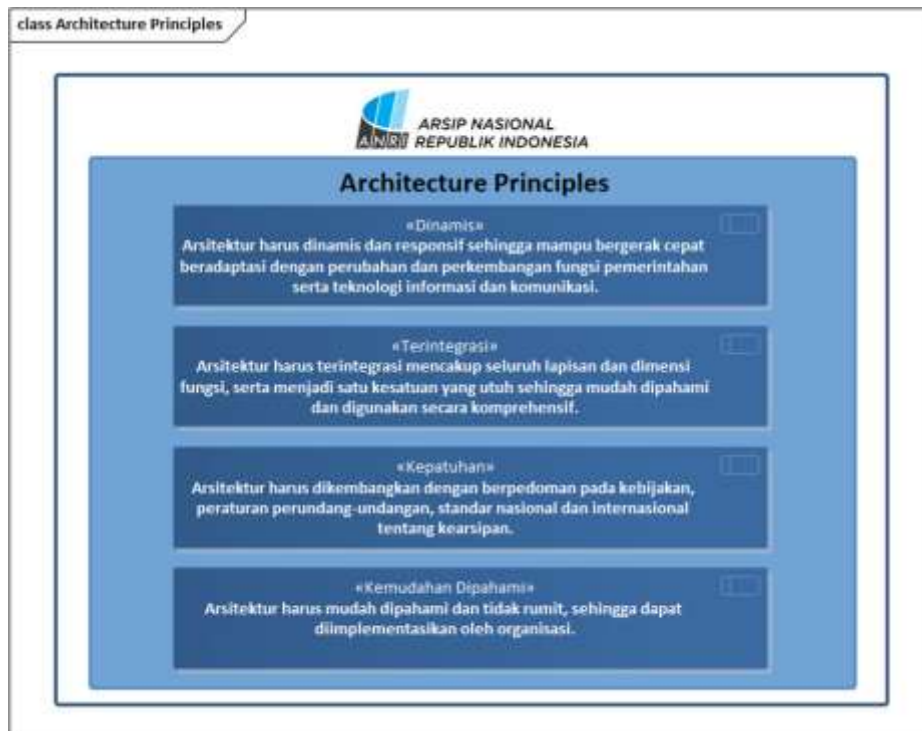 class Architecture Principles
ANRI
ARSIP NASIONAL
REPUBLIK INDONESIA
Architecture Principles
«Dinamis»
Arsitektur harus dinamis dan responsif sehingga mampu bergerak cepat
beradaptasi dengan perubahan dan perkembangan fungsi pemerintahan
serta teknologi informasi dan komunikasi.
«Terintegrasi»
Arsitektur harus terintegrasi mencakup seluruh lapisan dan dimensi
fungsi, serta menjadi satu kesatuan yang utuh sehingga mudah dipahami
dan digunakan secara komprehensif.
«Kepatuhan»
Arsitektur harus dikembangkan dengan berpedoman pada kebijakan,
peraturan perundang-undangan, standar nasional dan internasional
tentang kearsipan.
«Kemudahan Dipahami»
Arsitektur harus mudah dipahami dan tidak rumit, sehingga dapat
diimplementasikan oleh organisasi.